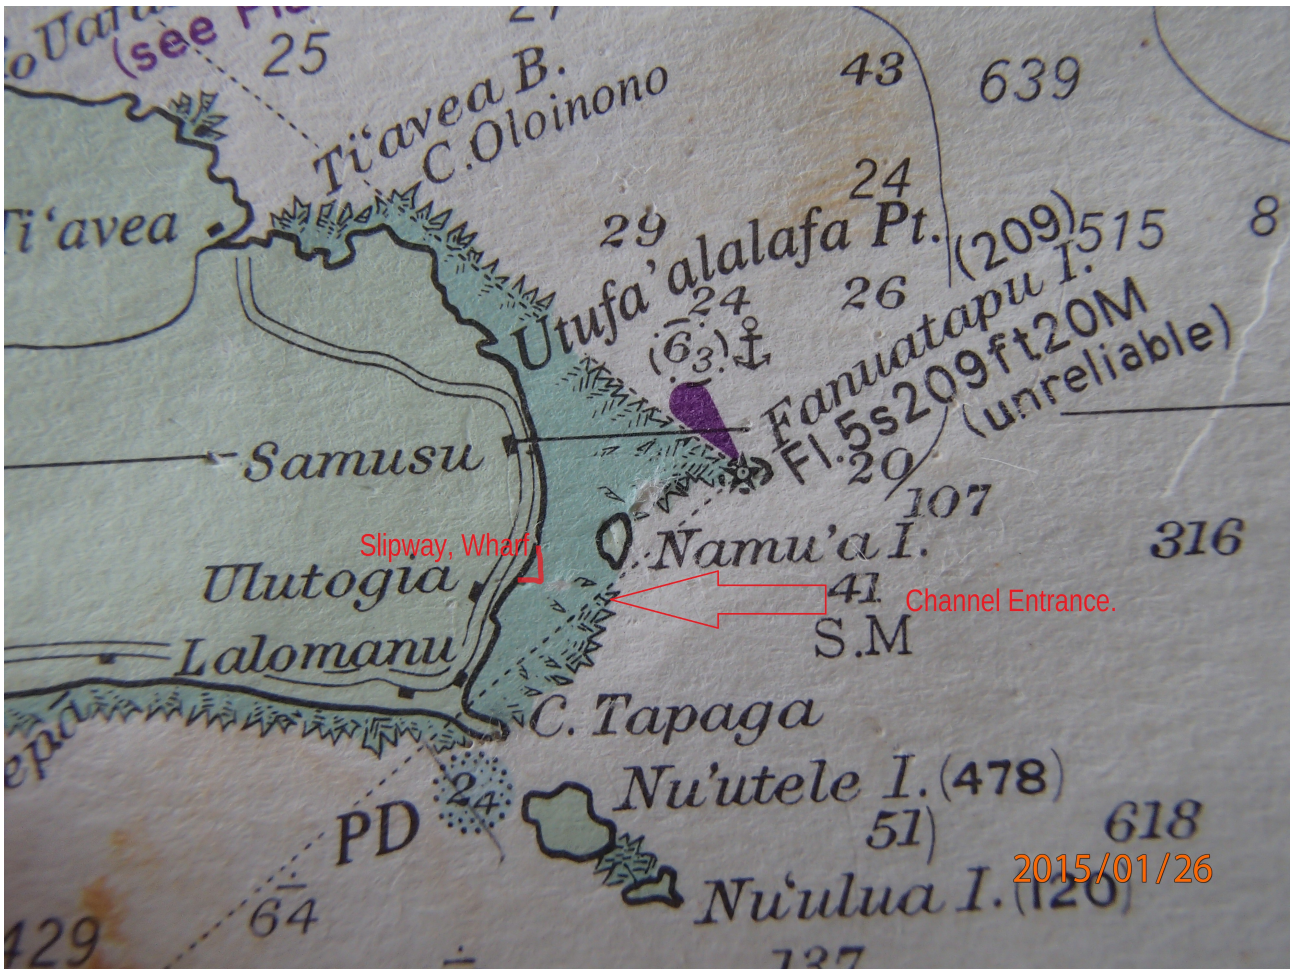 (see
25
Ti‘avea B.
C. Oloinono
43
639
24
29
Ti‘avea
Utufa’alalafa Pt.
(209)
515
8
24
26
Fanuatapu I.
(6₃)
Fl.5s209ft20M
(unreliable)
Samusu
20
107
Namu’a I.
316
Slipway, Wharf
Ulutogia
41
Channel Entrance.
S.M
Lalomanu
C. Tapaga
Nu’utele I. (478)
2₄
PD
51)
618
2015/01/26
Nu‘ulua I. (120)
64
429
137